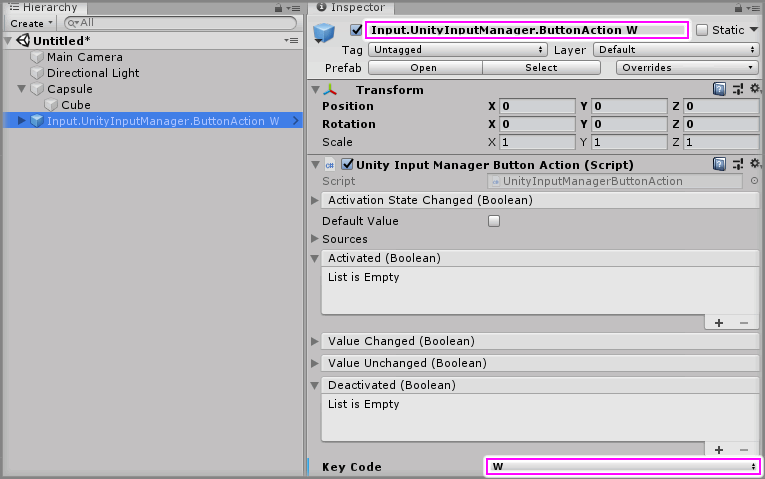 Hierarchy
Create
All
Untitled*
Main Camera
Directional Light
Capsule
Cube
Input.UnityInputManager.ButtonAction W
Inspector
Input.UnityInputManager.ButtonAction W
Static
Tag Untagged Layer Default
Prefab Open Select Overrides
Transform
Position X 0 Y 0 Z 0
Rotation X 0 Y 0 Z 0
Scale X 1 Y 1 Z 1
Unity Input Manager Button Action (Script)
Script UnityInputManagerButtonAction
Activation State Changed (Boolean)
Default Value
Sources
Activated (Boolean)
List is Empty
Value Changed (Boolean)
Value Unchanged (Boolean)
Deactivated (Boolean)
List is Empty
Key Code W